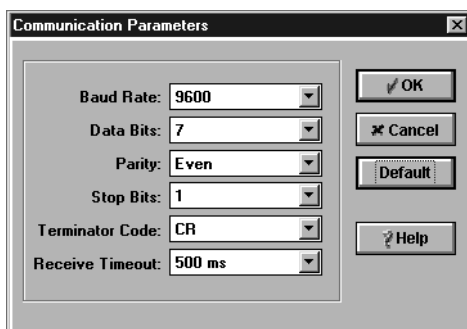 Communication Parameters
Baud Rate: 9600
Data Bits: 7
Parity: Even
Stop Bits: 1
Terminator Code: CR
Receive Timeout: 500 ms
OK
Cancel
Default
Help